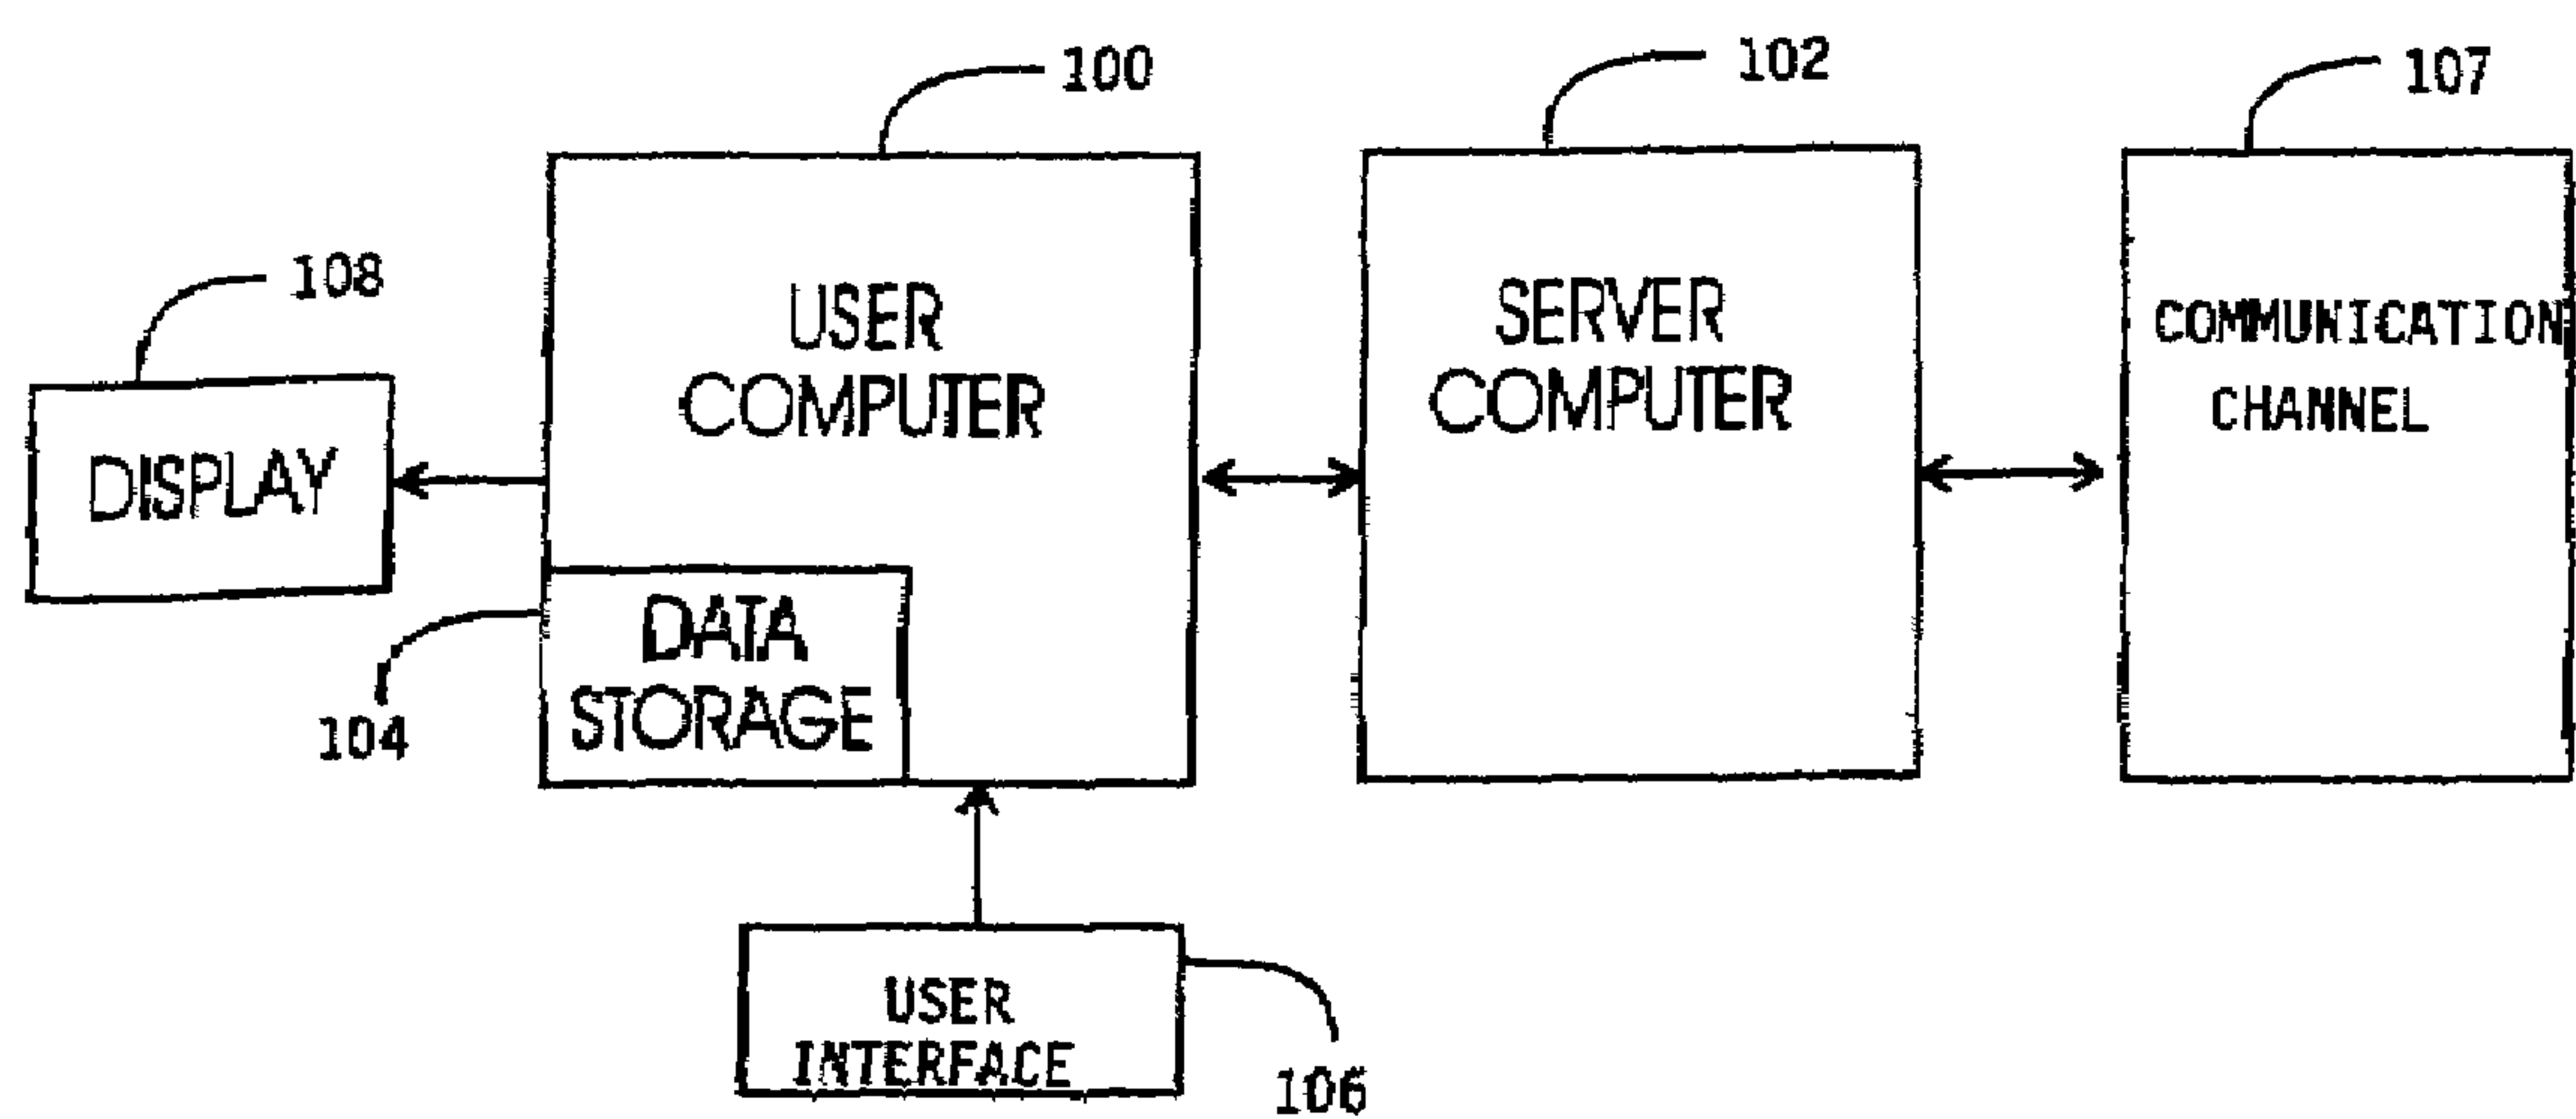 100
102
107
108
USER
COMPUTER
SERVER
COMPUTER
COMMUNICATION
CHANNEL
DISPLAY
DATA
STORAGE
104
USER
INTERFACE
106